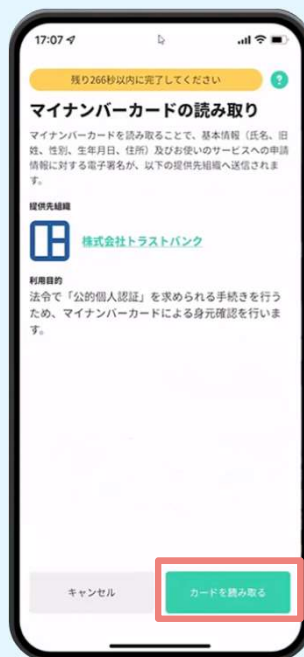 17:07
残り266秒以内に完了してください
?
マイナンバーカードの読み取り
マイナンバーカードを読み取ることで、基本情報（氏名、旧
姓、性別、生年月日、住所）及びお使いのサービスへの申請
情報に対する電子署名が、以下の提供先組織へ送信されま
す。
提供先組織
株式会社トラストバンク
利用目的
法令で「公的個人認証」を求められる手続きを行う
ため、マイナンバーカードによる身元確認を行いま
す。
キャンセル
カードを読み取る